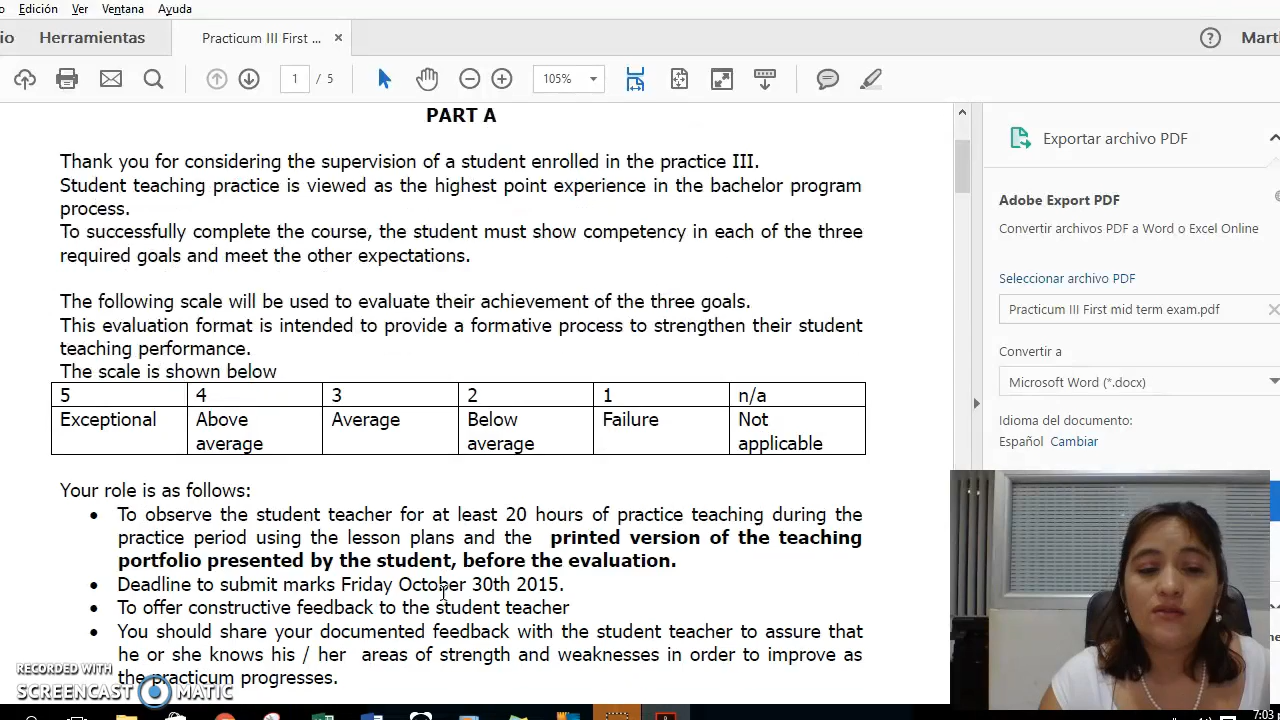 Edición Ver Ventana Ayuda
io Herramientas Practicum III First ... × Marti
1 / 5 105%
PART A
Thank you for considering the supervision of a student enrolled in the practice III.
Student teaching practice is viewed as the highest point experience in the bachelor program
process.
To successfully complete the course, the student must show competency in each of the three
required goals and meet the other expectations.
The following scale will be used to evaluate their achievement of the three goals.
This evaluation format is intended to provide a formative process to strengthen their student
teaching performance.
The scale is shown below
5 4 3 2 1 n/a
Exceptional Above Average Below Failure Not
average average applicable
Your role is as follows:
• To observe the student teacher for at least 20 hours of practice teaching during the
practice period using the lesson plans and the printed version of the teaching
portfolio presented by the student, before the evaluation.
• Deadline to submit marks Friday October 30th 2015.
• To offer constructive feedback to the student teacher
• You should share your documented feedback with the student teacher to assure that
he or she knows his / her areas of strength and weaknesses in order to improve as
the practicum progresses.
Exportar archivo PDF
Adobe Export PDF
Convertir archivos PDF a Word o Excel Online
Seleccionar archivo PDF
Practicum III First mid term exam.pdf
Convertir a
Microsoft Word (*.docx)
Idioma del documento:
Español Cambiar
RECORDED WITH
SCREENCAST MATIC
7:03